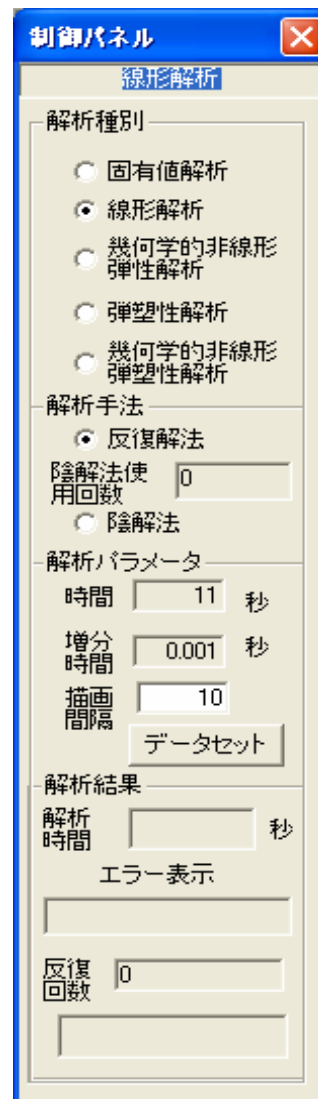 制御パネル
線形解析
解析種別
固有値解析
線形解析
幾何学的非線形
弾性解析
弾塑性解析
幾何学的非線形
弾塑性解析
解析手法
反復解法
陰解法使
用回数
0
陰解法
解析パラメータ
時間 11 秒
増分
時間
0.001 秒
描画
間隔
10
データセット
解析結果
解析
時間
秒
エラー表示
反復
回数
0